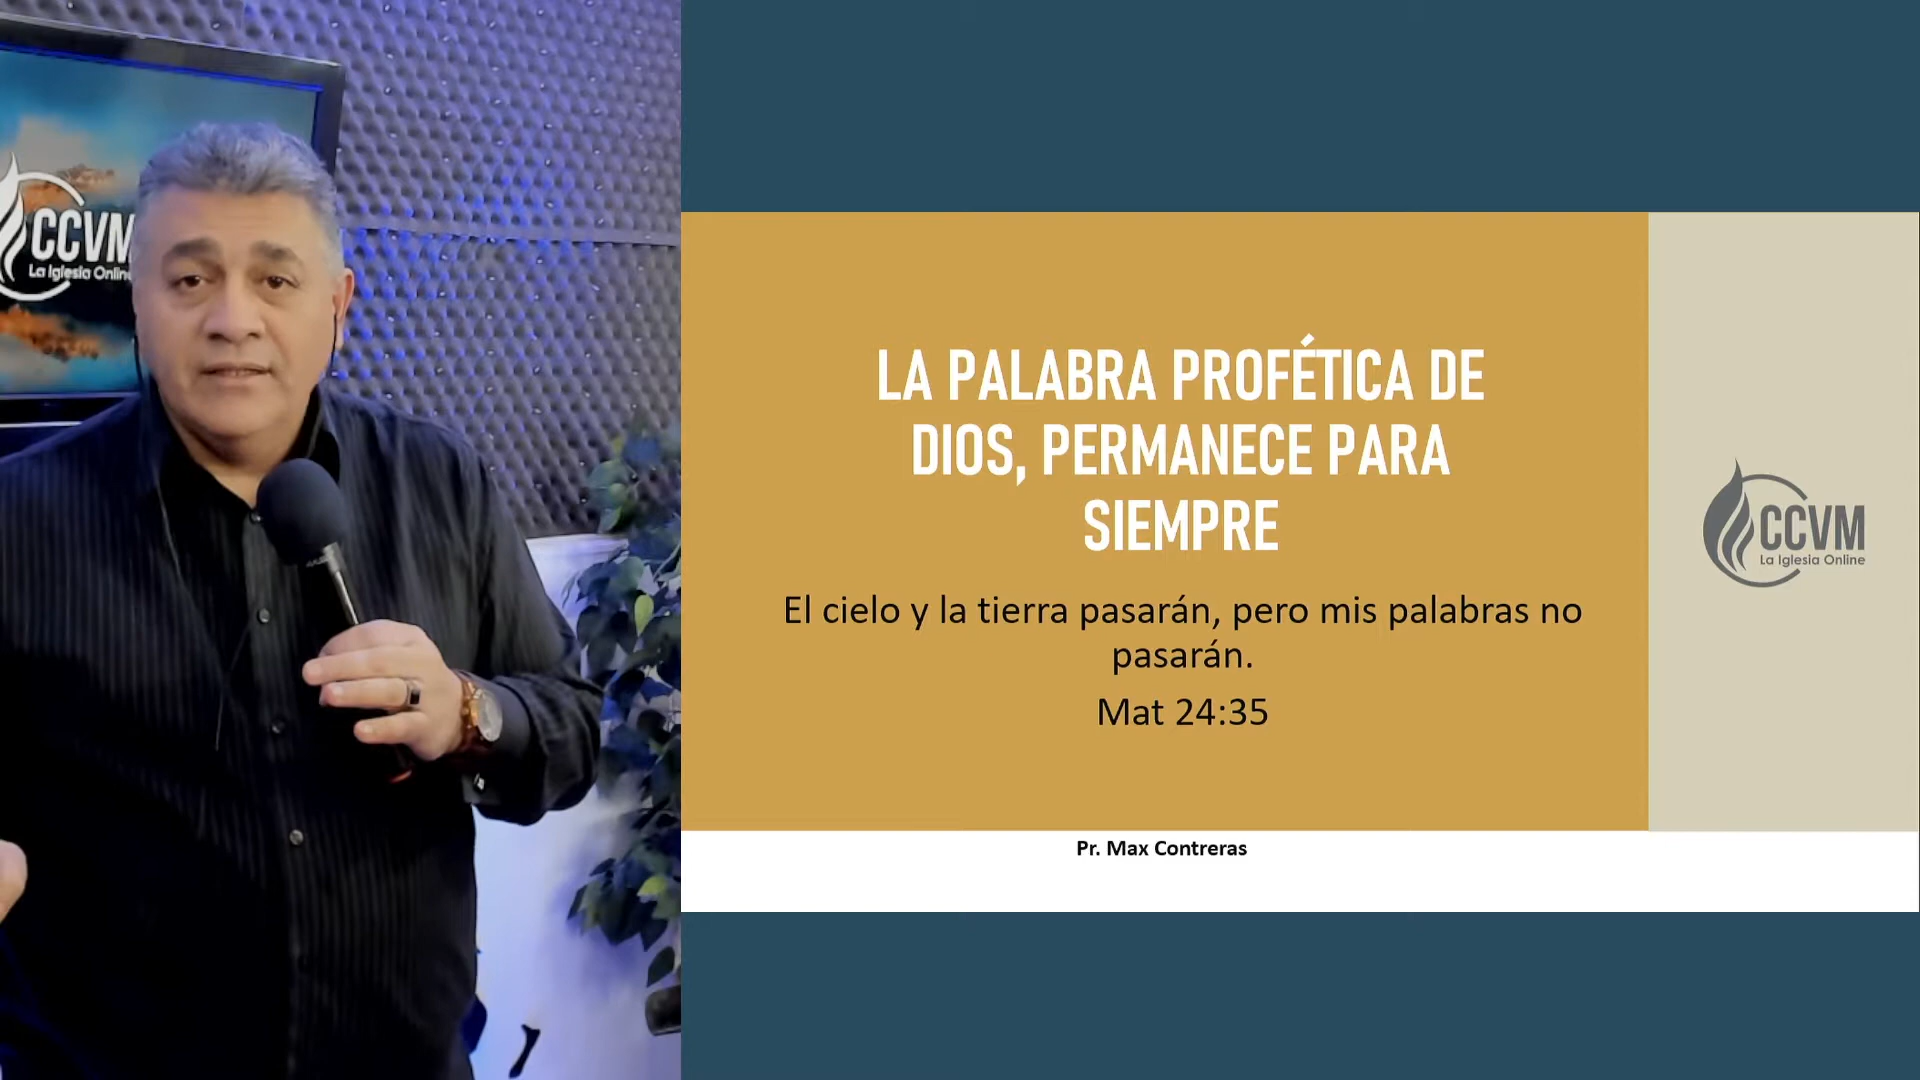 CCVM
La Iglesia Online
LA PALABRA PROFÉTICA DE
DIOS, PERMANECE PARA
SIEMPRE
El cielo y la tierra pasarán, pero mis palabras no
pasarán.
Mat 24:35
CCVM
La Iglesia Online
Pr. Max Contreras